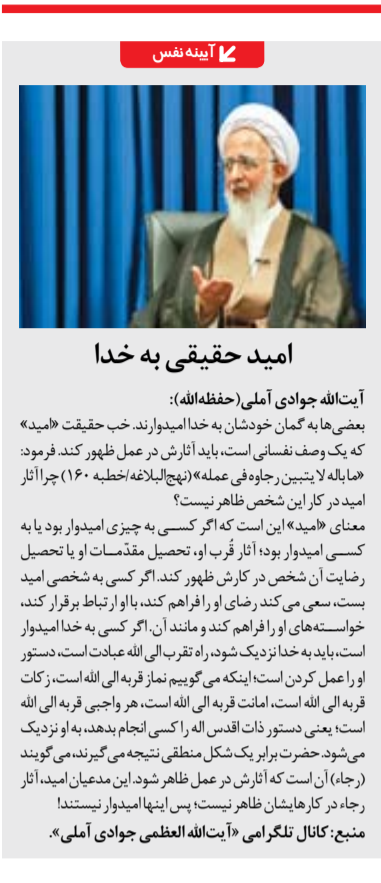 آیینه نفس
امید حقیقی به خدا
آیت‌الله جوادی آملی(حفظه‌الله):
بعضی‌ها به گمان خودشان به خدا امیدوارند. خب حقیقت «امید»
که یک وصف نفسانی است، باید آثارش در عمل ظهور کند. فرمود:
«ما باله لا یتبین رجاوه فی عمله»(نهج‌البلاغه/خطبه ۱۶۰) چرا آثار
امید در کار این شخص ظاهر نیست؟
معنای «امید» این است که اگر کســی به چیزی امیدوار بود یا به
کســی امیدوار بود؛ آثار قُرب او، تحصیل مقدّمــات او یا تحصیل
رضایت آن شخص در کارش ظهور کند. اگر کسی به شخصی امید
بست، سعی می‌کند رضای او را فراهم کند، با او ارتباط برقرار کند،
خواســته‌های او را فراهم کند و مانند آن. اگر کسی به خدا امیدوار
است، باید به خدا نزدیک شود، راه تقرب الی الله عبادت است، دستور
او را عمل کردن است؛ اینکه می‌گوییم نماز قربه الی الله است، زکات
قربه الی الله است، امانت قربه الی الله است، هر واجبی قربه الی الله
است؛ یعنی دستور ذات اقدس اله را کسی انجام بدهد، به او نزدیک
می‌شود. حضرت برابر یک شکل منطقی نتیجه می‌گیرند، می‌گویند
(رجاء) آن است که آثارش در عمل ظاهر شود. این مدعیان امید، آثار
رجاء در کارهایشان ظاهر نیست؛ پس اینها امیدوار نیستند!
منبع: کانال تلگرامی «آیت‌الله العظمی جوادی آملی».